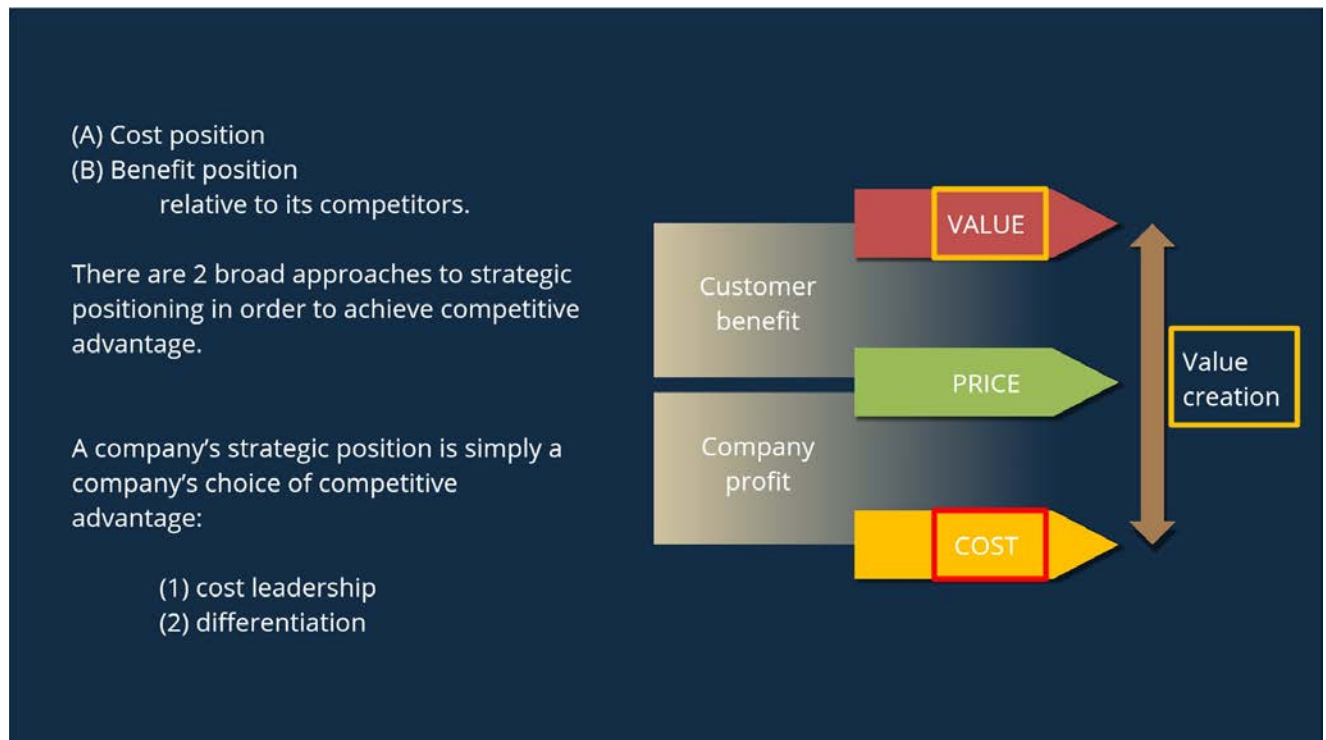 (A) Cost position
(B) Benefit position
relative to its competitors.
There are 2 broad approaches to strategic
positioning in order to achieve competitive
advantage.
A company’s strategic position is simply a
company’s choice of competitive
advantage:
(1) cost leadership
(2) differentiation
VALUE
Customer
benefit
PRICE
Value
creation
Company
profit
COST